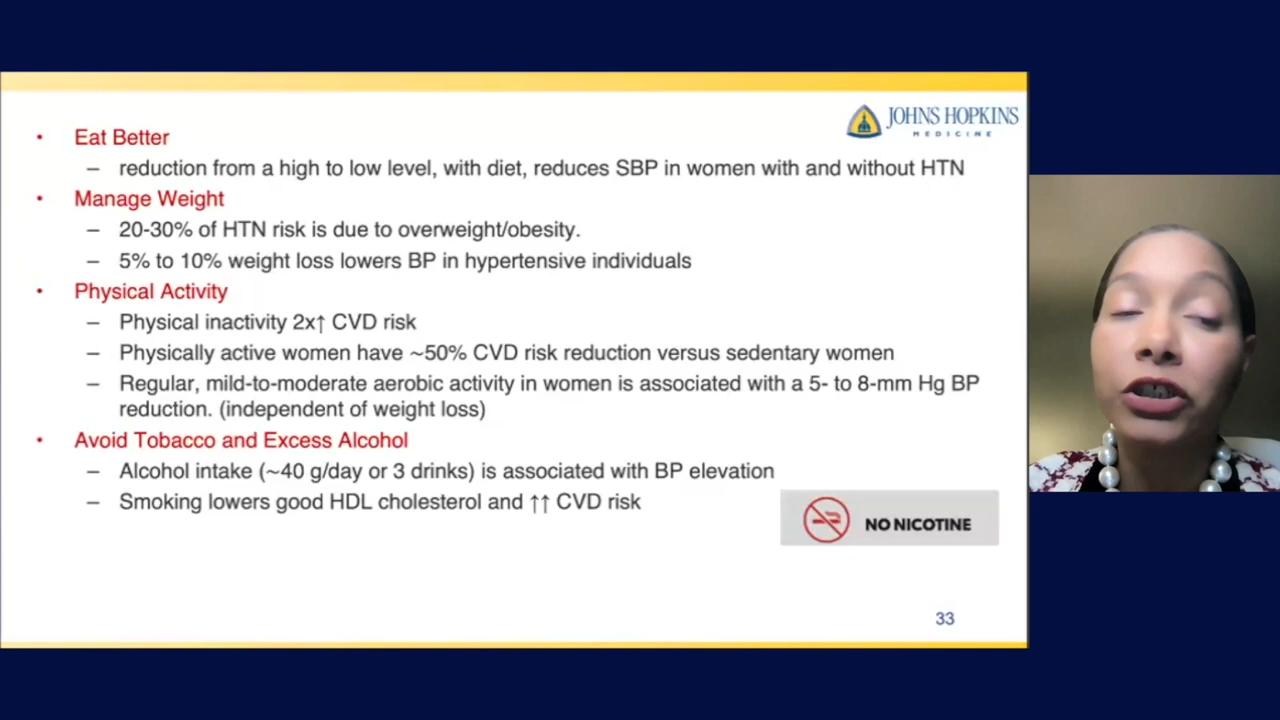 JOHNS HOPKINS
MEDICINE
• Eat Better
– reduction from a high to low level, with diet, reduces SBP in women with and without HTN
• Manage Weight
– 20-30% of HTN risk is due to overweight/obesity.
– 5% to 10% weight loss lowers BP in hypertensive individuals
• Physical Activity
– Physical inactivity 2x↑ CVD risk
– Physically active women have ~50% CVD risk reduction versus sedentary women
– Regular, mild-to-moderate aerobic activity in women is associated with a 5- to 8-mm Hg BP
reduction. (independent of weight loss)
• Avoid Tobacco and Excess Alcohol
– Alcohol intake (~40 g/day or 3 drinks) is associated with BP elevation
– Smoking lowers good HDL cholesterol and ↑↑ CVD risk
NO NICOTINE
33